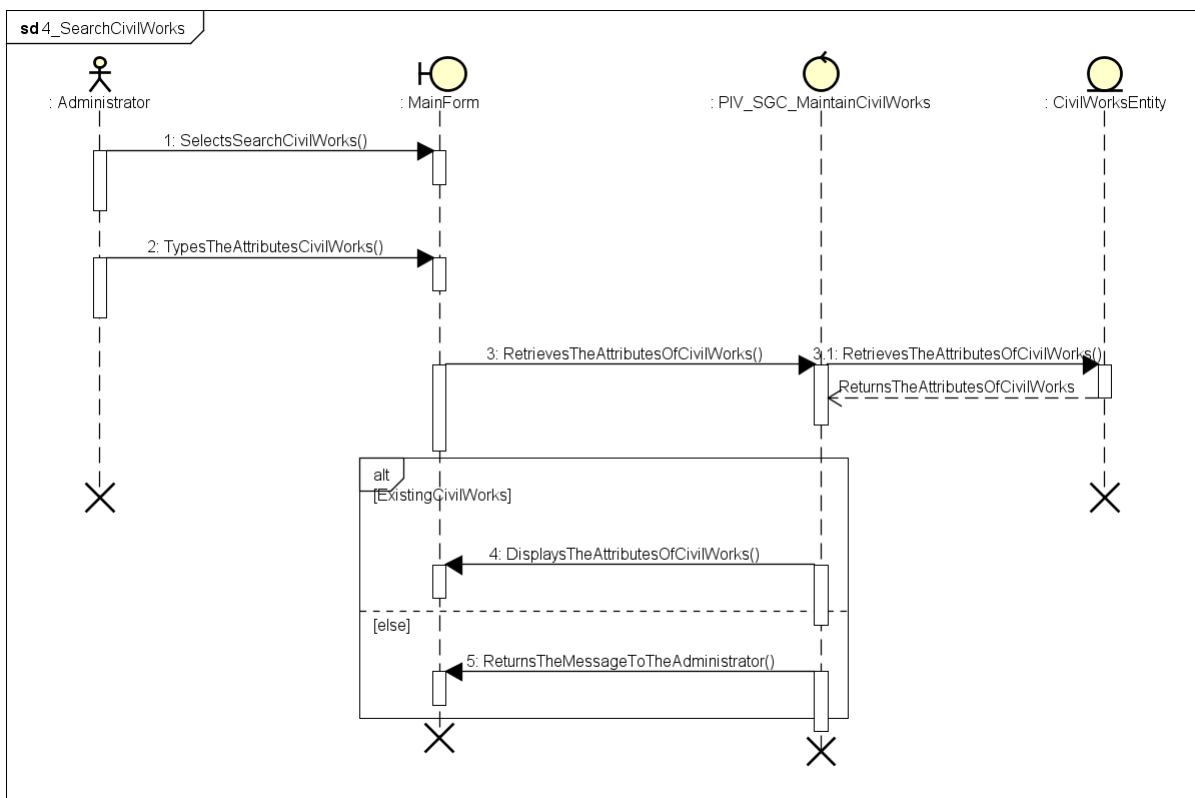 sd 4_SearchCivilWorks
: Administrator
: MainForm
: PIV_SGC_MaintainCivilWorks
: CivilWorksEntity
1: SelectsSearchCivilWorks()
2: TypesTheAttributesCivilWorks()
3: RetrievesTheAttributesOfCivilWorks()
3.1: RetrievesTheAttributesOfCivilWorks()
ReturnsTheAttributesOfCivilWorks
alt
[ExistingCivilWorks]
4: DisplaysTheAttributesOfCivilWorks()
[else]
5: ReturnsTheMessageToTheAdministrator()